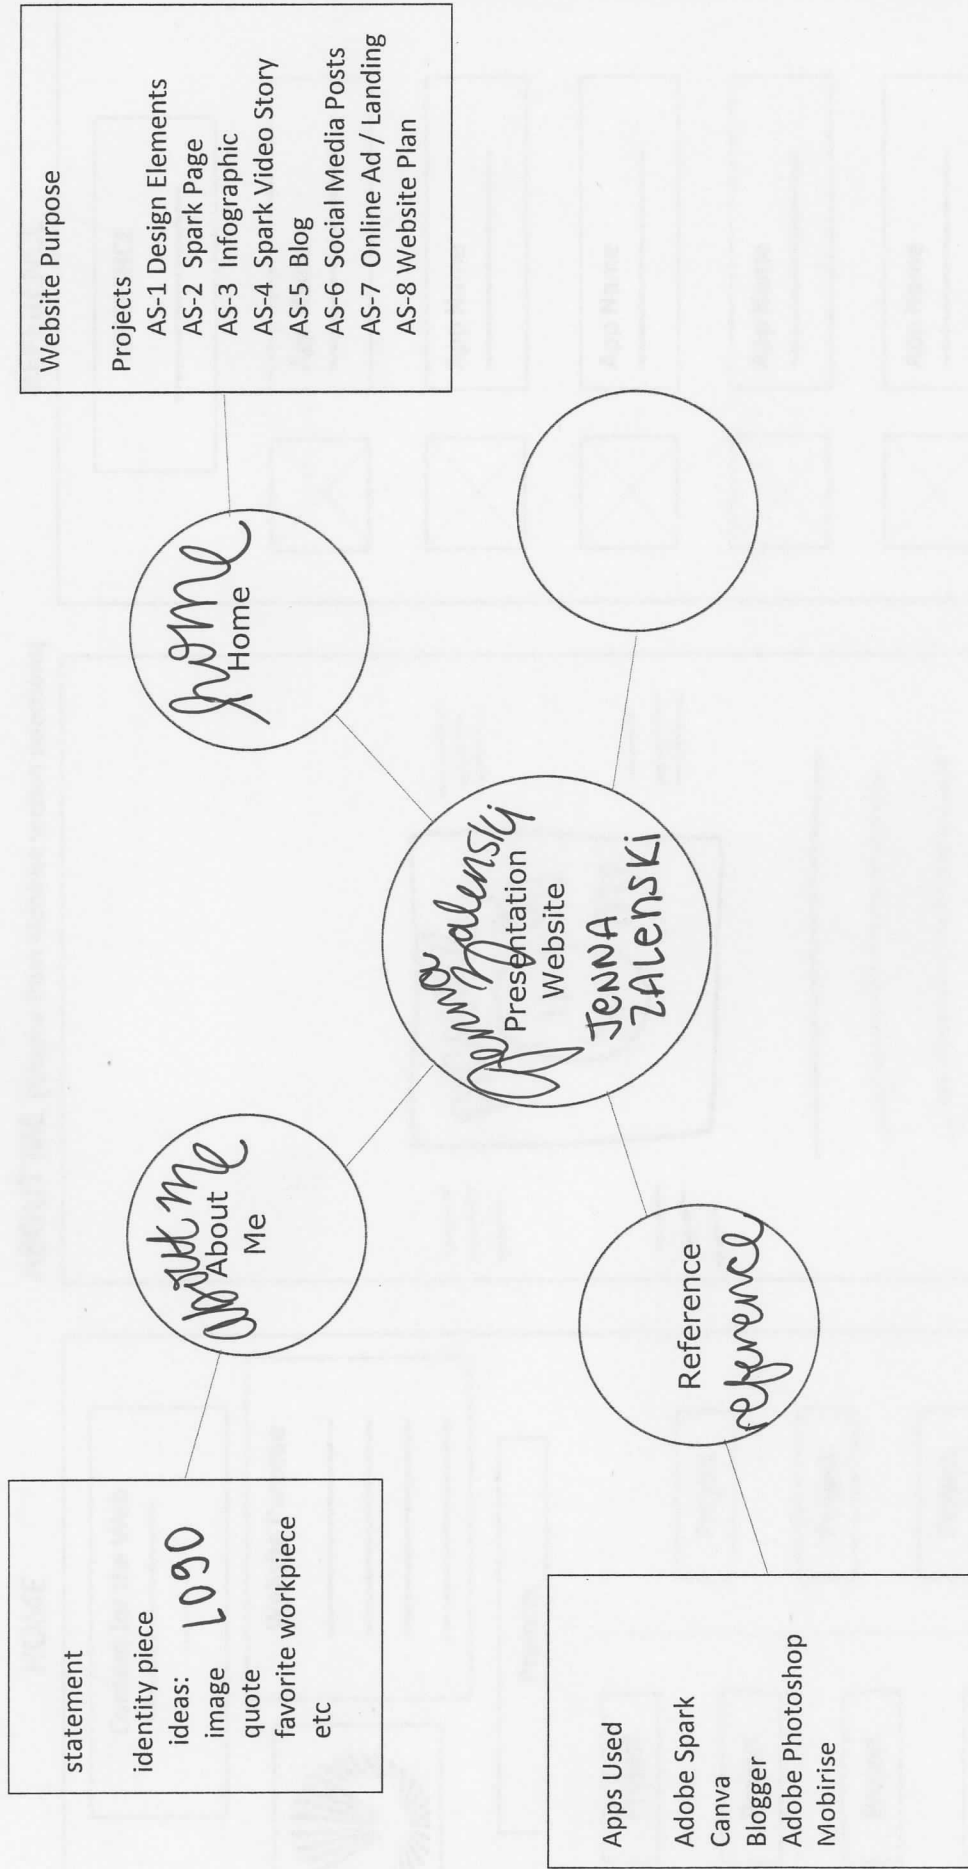 statement
identity piece
ideas:
image
LOGO
quote
favorite workpiece
etc
about me
About
Me
home
Home
Website Purpose
Projects
AS-1 Design Elements
AS-2 Spark Page
AS-3 Infographic
AS-4 Spark Video Story
AS-5 Blog
AS-6 Social Media Posts
AS-7 Online Ad / Landing
AS-8 Website Plan
Jenna Zalenski
Presentation
Website
JENNA
ZALENSKi
Reference
reference
Apps Used
Adobe Spark
Canva
Blogger
Adobe Photoshop
Mobirise